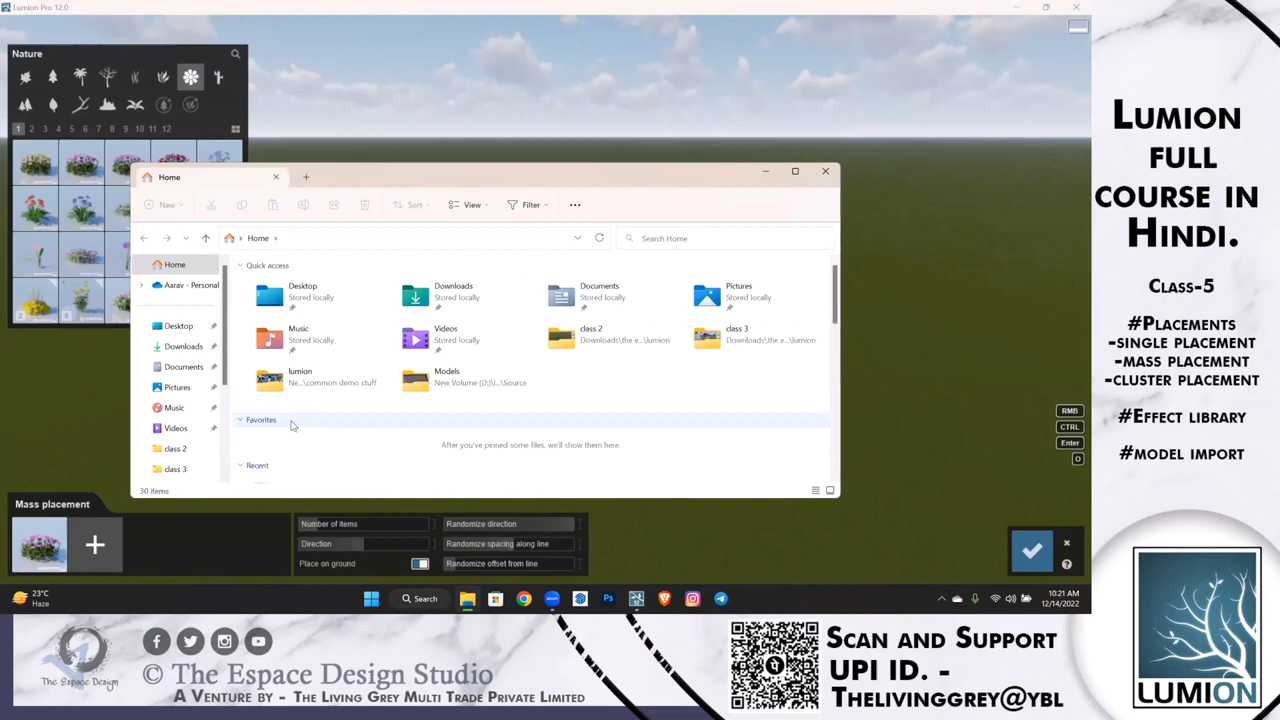 Lumion Pro 12.0
Nature
1 2 3 4 5 6 7 8 9 10 11 12
Home
New
Sort
View
Filter
Home
Search Home
Home
Aarav - Personal
Desktop
Downloads
Documents
Pictures
Music
Videos
class 2
class 3
Quick access
Desktop
Stored locally
Downloads
Stored locally
Documents
Stored locally
Pictures
Stored locally
Music
Stored locally
Videos
Stored locally
class 2
Downloads\the e...\lumion
class 3
Downloads\the e...\lumion
lumion
Ne...\common demo stuff
Models
New Volume (D:)\...\Source
Favorites
After you've pinned some files, we'll show them here.
Recent
30 items
RMB
CTRL
Enter
O
Mass placement
Number of items
Direction
Place on ground
Randomize direction
Randomize spacing along line
Randomize offset from line
23°C
Haze
Search
10:21 AM
12/14/2022
Lumion
full
course in
Hindi.
Class-5
#Placements
-single placement
-mass placement
-cluster placement
#Effect library
#model import
LUMION
The Espace Design
© The Espace Design Studio
A Venture by - The Living Grey Multi Trade Private Limited
Scan and Support
UPI ID. -
Thelivinggrey@ybl